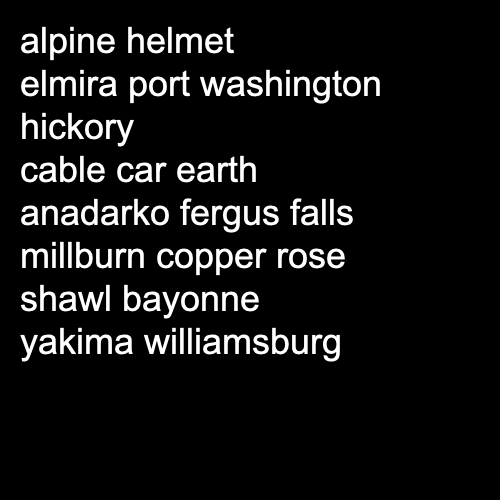 alpine helmet
elmira port washington
hickory
cable car earth
anadarko fergus falls
millburn copper rose
shawl bayonne
yakima williamsburg